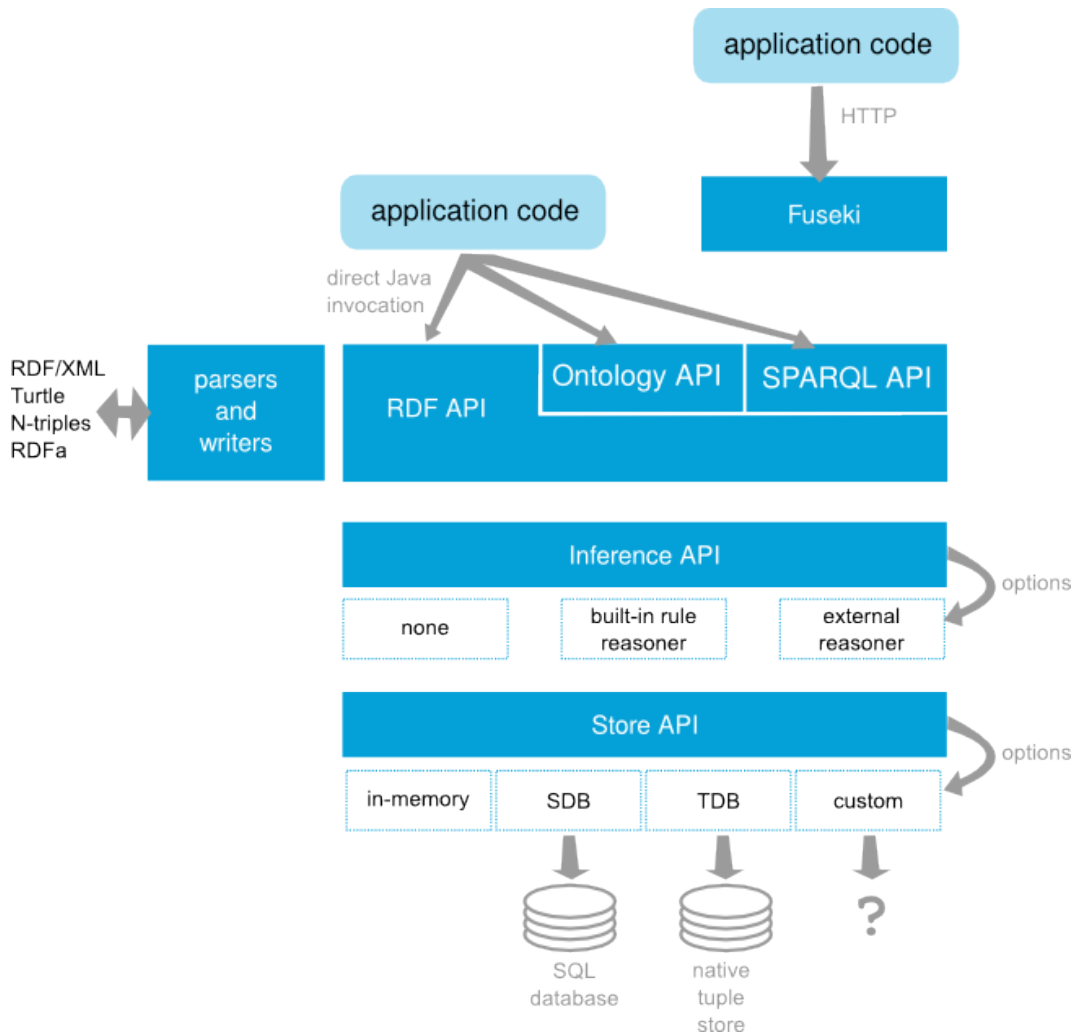 application code
HTTP
Fuseki
application code
direct Java
invocation
RDF/XML
Turtle
N-triples
RDFa
parsers
and
writers
RDF API
Ontology API
SPARQL API
Inference API
options
none
built-in rule
reasoner
external
reasoner
Store API
options
in-memory
SDB
TDB
custom
?
SQL
database
native
tuple
store